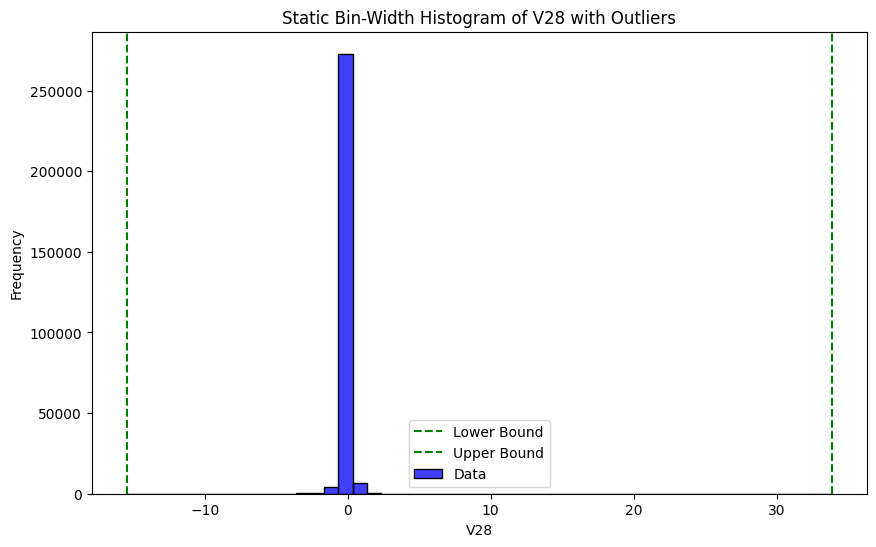 Static Bin-Width Histogram of V28 with Outliers
Frequency
250000
200000
150000
100000
50000
0
Lower Bound
Upper Bound
Data
−10
0
10
20
30
V28